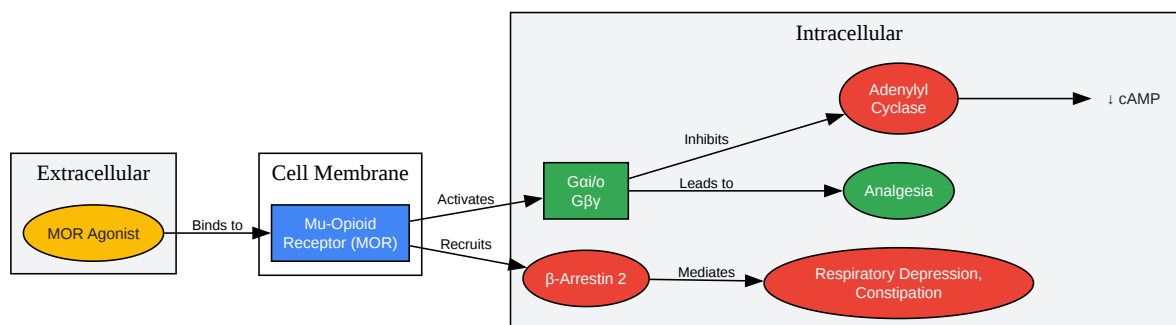 Extracellular
MOR Agonist
Binds to
Cell Membrane
Mu-Opioid
Receptor (MOR)
Activates
Recruits
Intracellular
Gαi/o
Gβγ
Inhibits
Adenylyl
Cyclase
↓ cAMP
Leads to
Analgesia
β-Arrestin 2
Mediates
Respiratory Depression,
Constipation